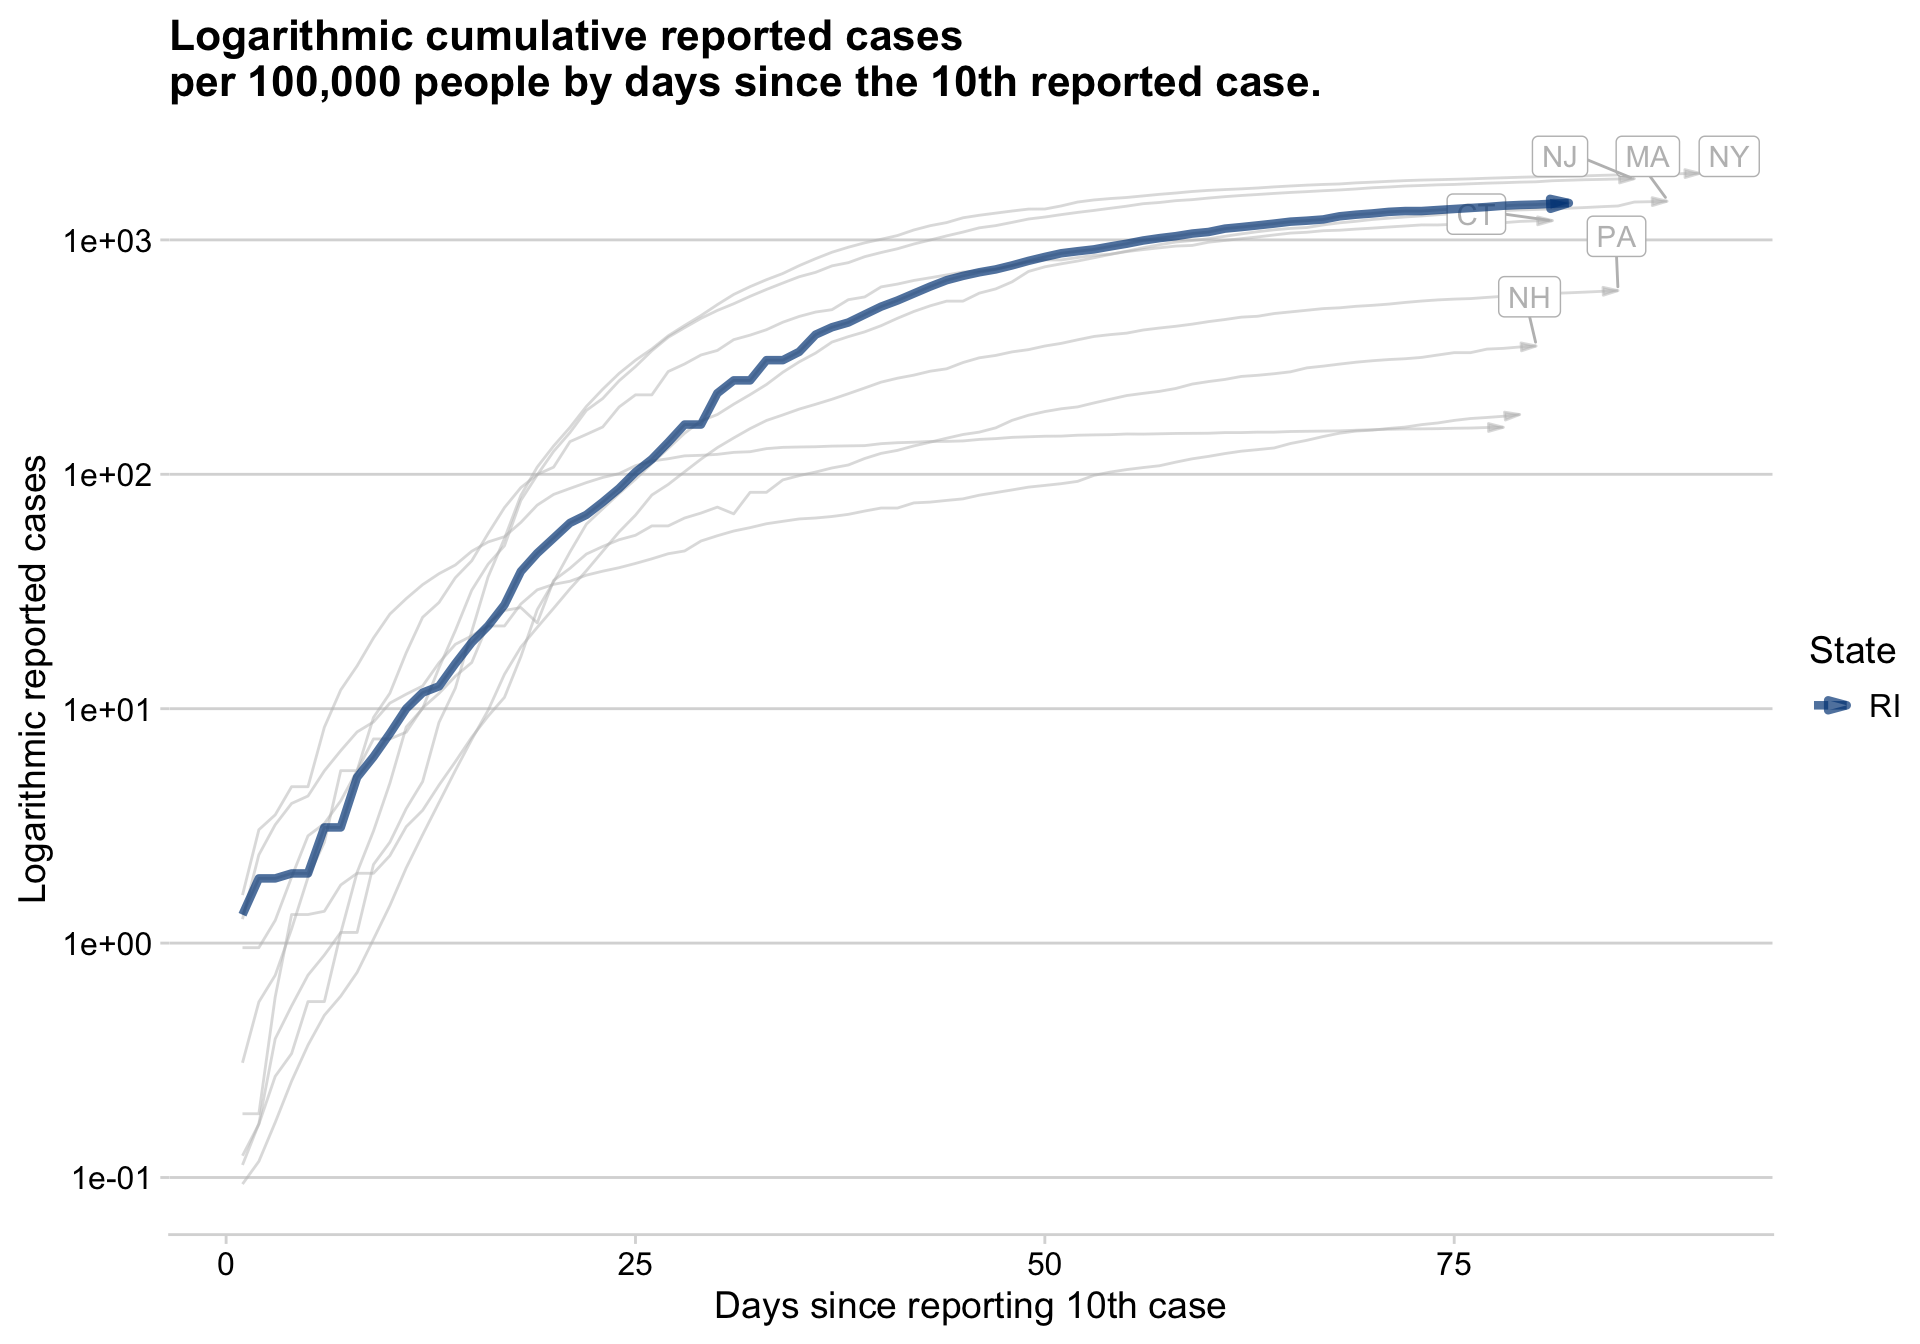 Logarithmic cumulative reported cases
per 100,000 people by days since the 10th reported case.
NJ
MA
NY
CT
PA
NH
1e+03
1e+02
1e+01
1e+00
1e-01
Logarithmic reported cases
0
25
50
75
Days since reporting 10th case
State
RI